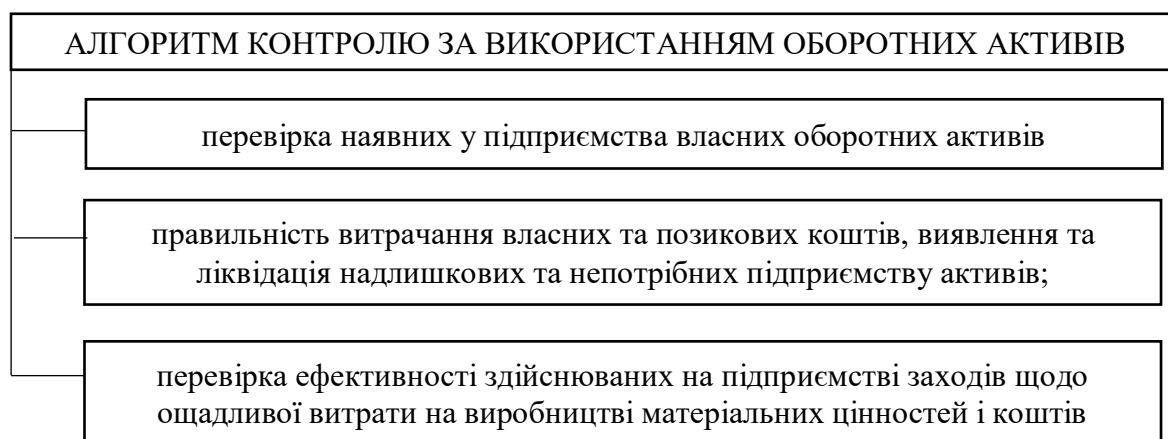 АЛГОРИТМ КОНТРОЛЮ ЗА ВИКОРИСТАННЯМ ОБОРОТНИХ АКТИВІВ
перевірка наявних у підприємства власних оборотних активів
правильність витрачання власних та позикових коштів, виявлення та
ліквідація надлишкових та непотрібних підприємству активів;
перевірка ефективності здійснюваних на підприємстві заходів щодо
ощадливої витрати на виробництві матеріальних цінностей і коштів